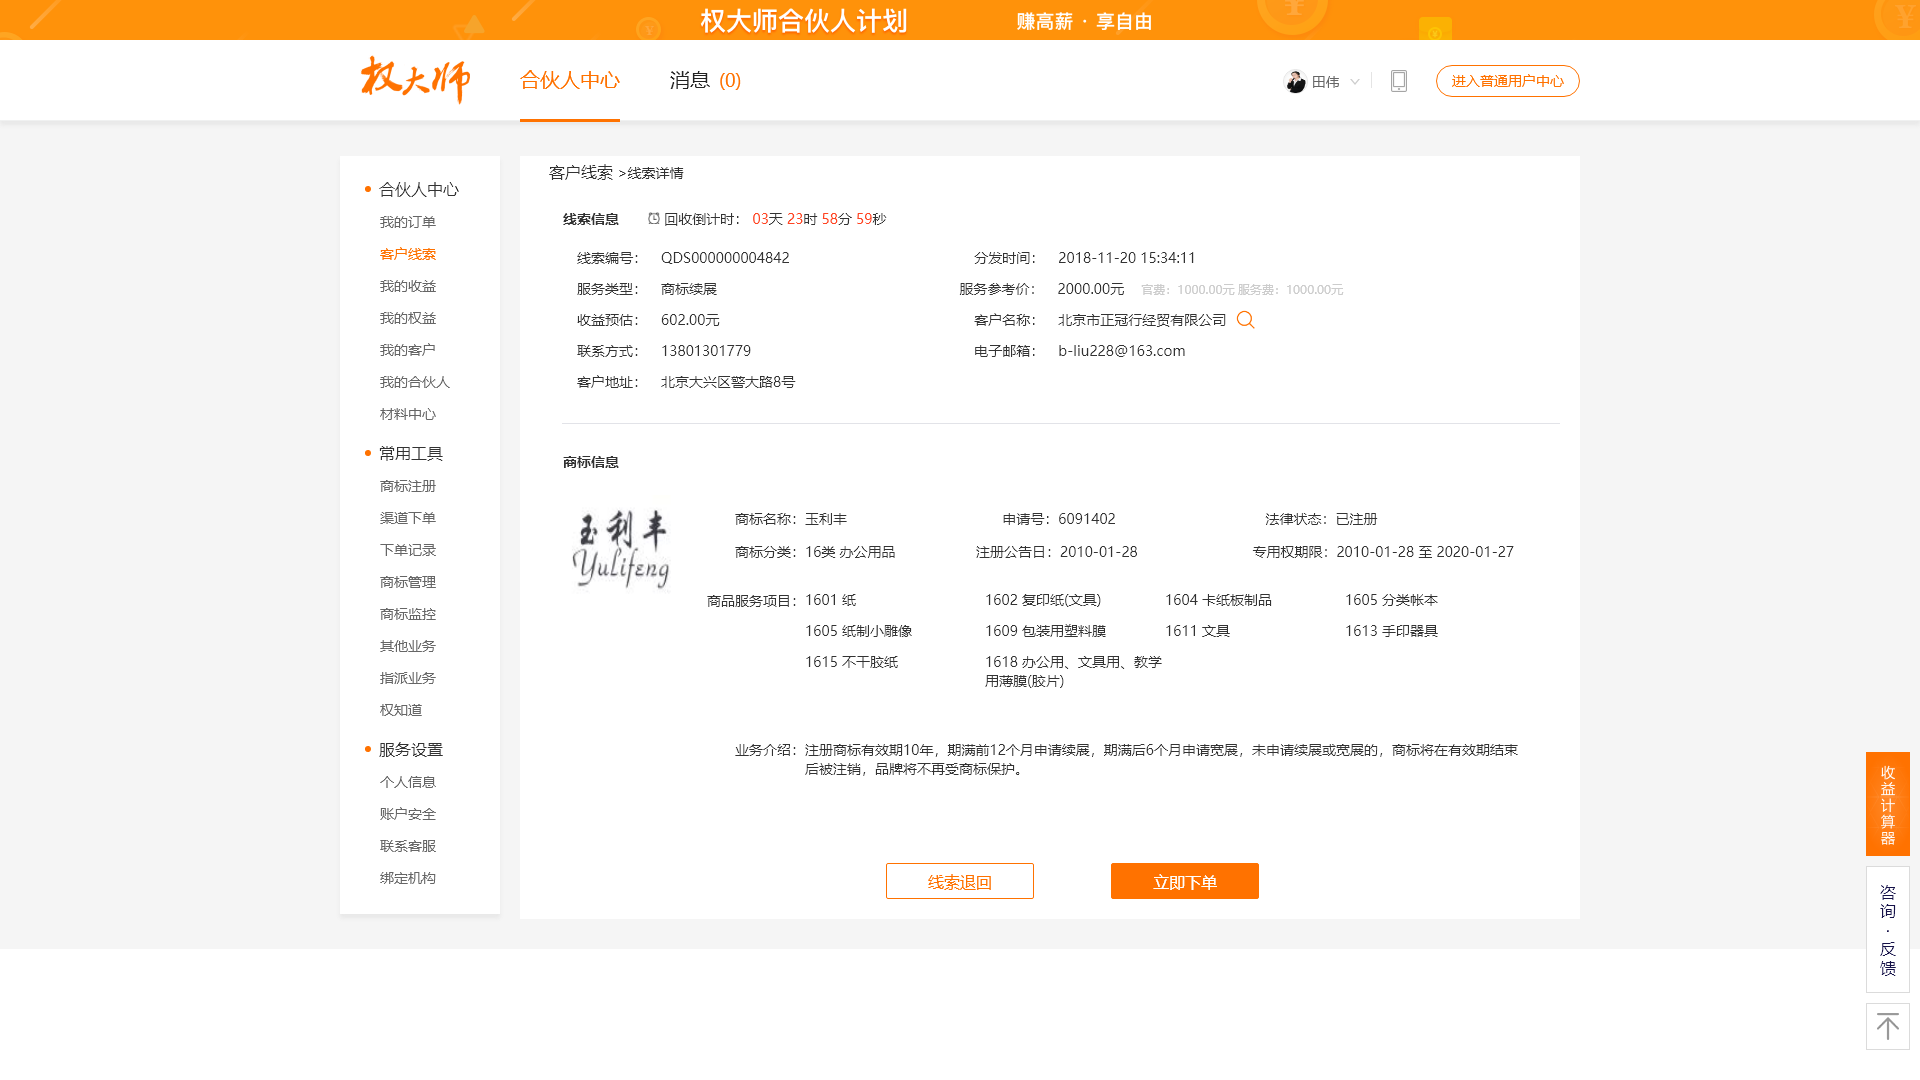 权大师合伙人计划 赚高薪 · 享自由
权大师 合伙人中心 消息 (0) 田伟 进入普通用户中心
合伙人中心
我的订单
客户线索
我的收益
我的权益
我的客户
我的合伙人
材料中心
常用工具
商标注册
渠道下单
下单记录
商标管理
商标监控
其他业务
指派业务
权知道
服务设置
个人信息
账户安全
联系客服
绑定机构
客户线索 >线索详情
线索信息 回收倒计时： 03天 23时 58分 59秒
线索编号： QDS000000004842 分发时间： 2018-11-20 15:34:11
服务类型： 商标续展 服务参考价： 2000.00元 官费：1000.00元 服务费：1000.00元
收益预估： 602.00元 客户名称： 北京市正冠行经贸有限公司
联系方式： 13801301779 电子邮箱： b-liu228@163.com
客户地址： 北京大兴区警大路8号
商标信息
玉利丰
Yulifeng
商标名称：玉利丰 申请号：6091402 法律状态：已注册
商标分类：16类 办公用品 注册公告日：2010-01-28 专用权期限：2010-01-28 至 2020-01-27
商品服务项目：1601 纸 1602 复印纸(文具) 1604 卡纸板制品 1605 分类帐本
1605 纸制小雕像 1609 包装用塑料膜 1611 文具 1613 手印器具
1615 不干胶纸 1618 办公用、文具用、教学
用薄膜(胶片)
业务介绍：注册商标有效期10年，期满前12个月申请续展，期满后6个月申请宽展，未申请续展或宽展的，商标将在有效期结束
后被注销，品牌将不再受商标保护。
线索退回 立即下单
收益计算器
咨询·反馈